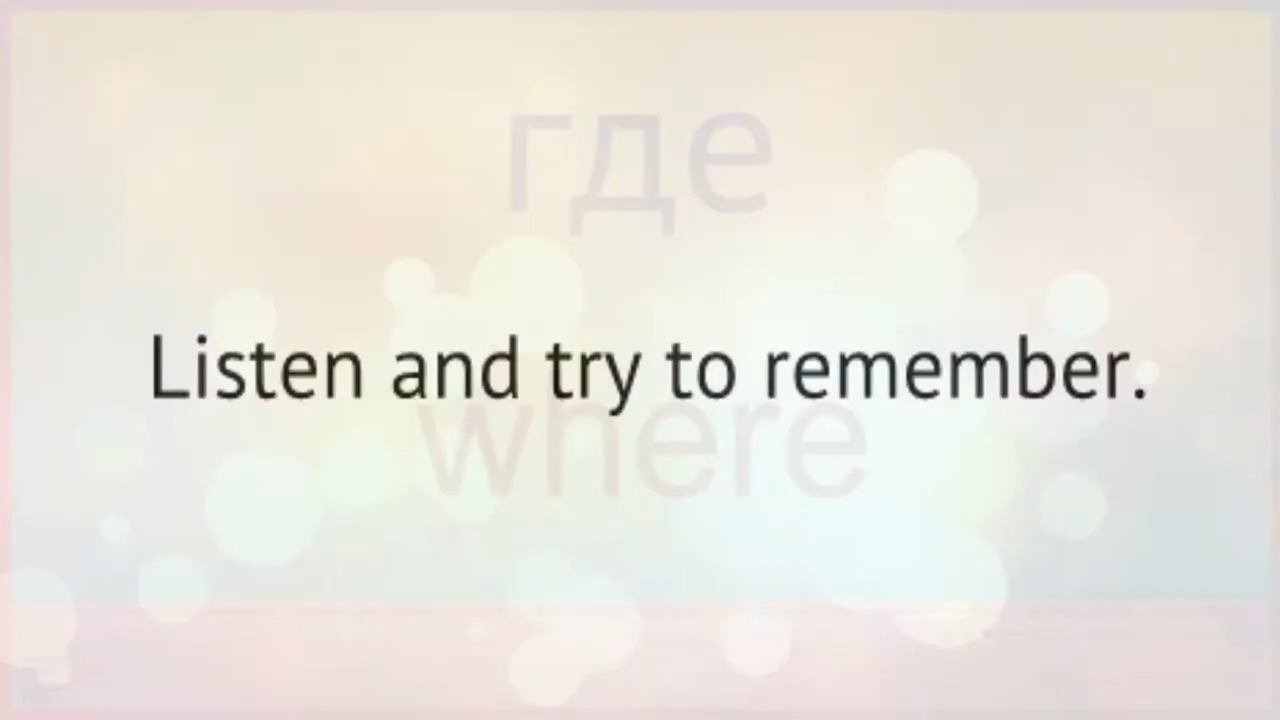 где
Listen and try to remember.
where